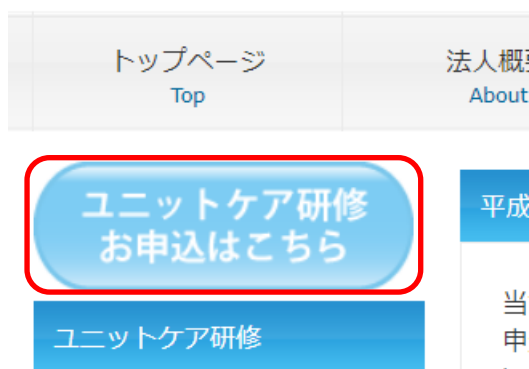 トップページ
Top
法人概
About
ユニットケア研修
お申込はこちら
ユニットケア研修
平成
当
申